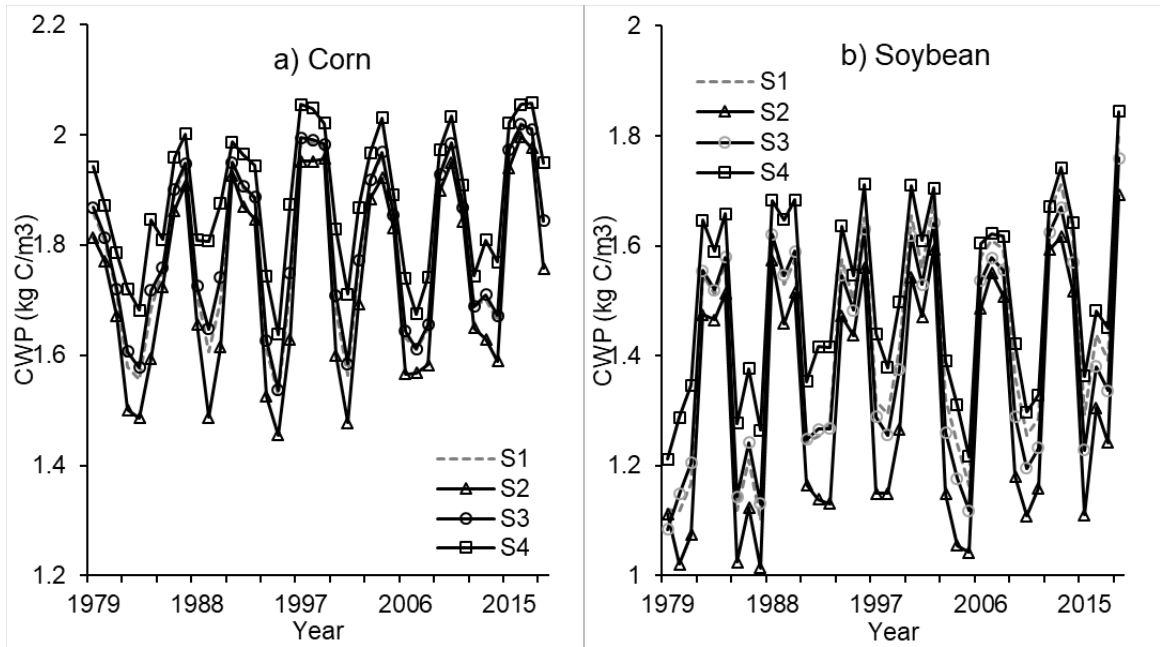 a) Corn
CWP (kg C/m3)
2.2
2
1.8
1.6
1.4
1.2
S1
S2
S3
S4
1979 1988 1997 2006 2015
Year
b) Soybean
CWP (kg C/m3)
2
1.8
1.6
1.4
1.2
1
S1
S2
S3
S4
1979 1988 1997 2006 2015
Year